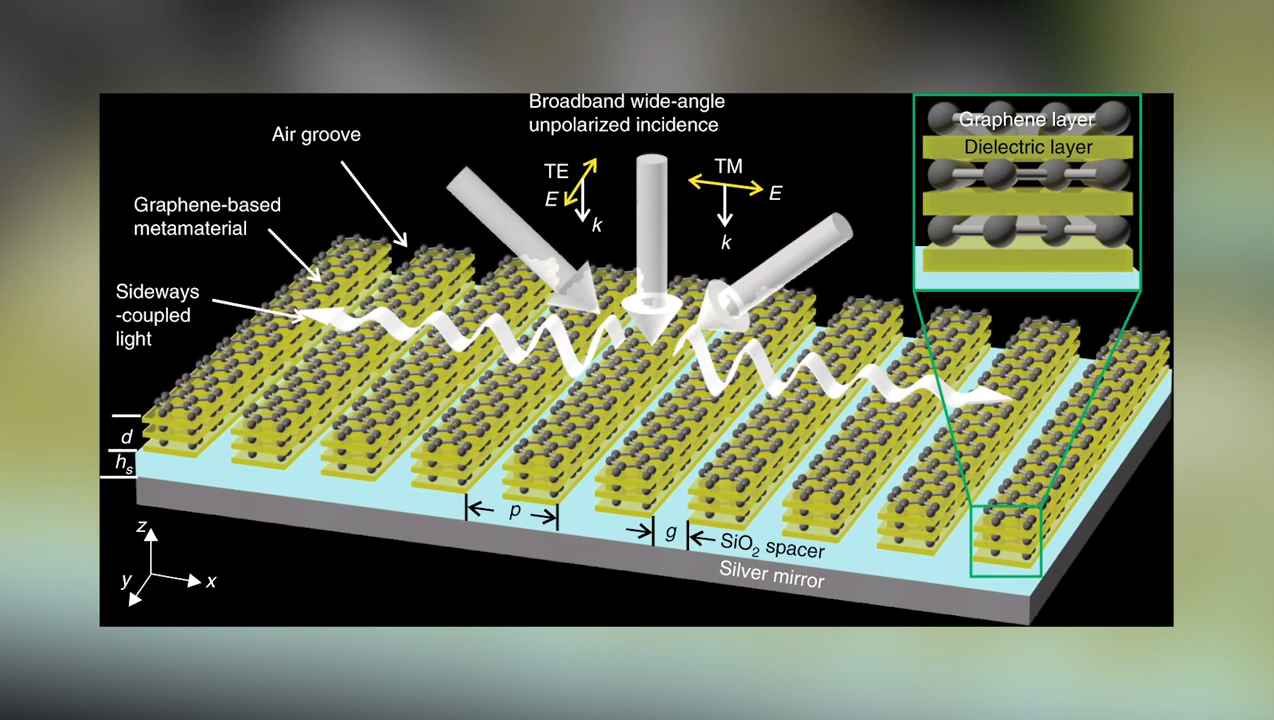 Broadband wide-angle
unpolarized incidence
Air groove
TE
E
k
TM
E
k
Graphene layer
Dielectric layer
Graphene-based
metamaterial
Sideways
-coupled
light
d
hₛ
p
g
SiO₂ spacer
Silver mirror
z
y
x